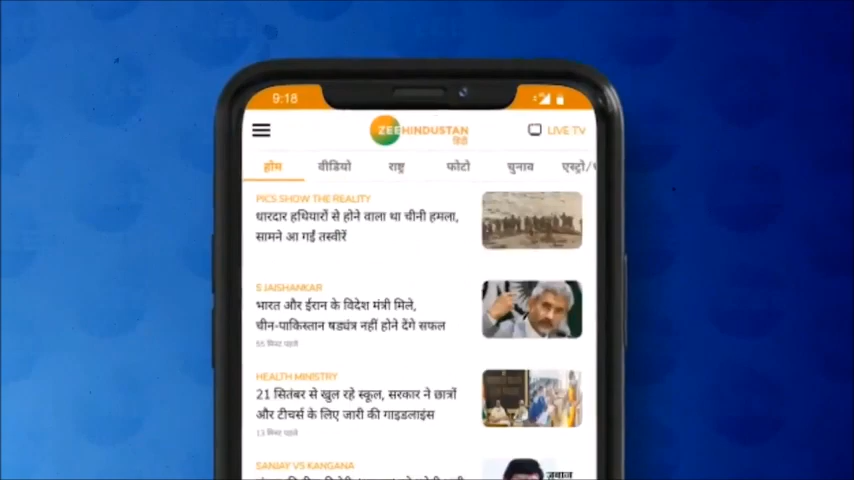 9:18
ZEE HINDUSTAN
हिंदी
LIVE TV
होम वीडियो राष्ट्र फोटो चुनाव एस्ट्रो/
PICS SHOW THE REALITY
धारदार हथियारों से होने वाला था चीनी हमला,
सामने आ गईं तस्वीरें
S JAISHANKAR
भारत और ईरान के विदेश मंत्री मिले,
चीन-पाकिस्तान षड्यंत्र नहीं होने देंगे सफल
55 मिनट पहले
HEALTH MINISTRY
21 सितंबर से खुल रहे स्कूल, सरकार ने छात्रों
और टीचर्स के लिए जारी की गाइडलाइंस
13 मिनट पहले
SANJAY VS KANGANA
ज़बान